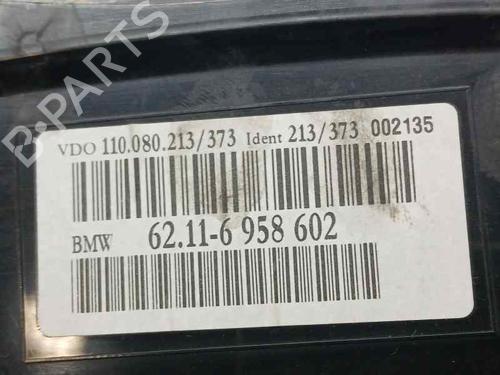 B-PARTS
VDO 110.080.213/373 Ident 213/373 002135
BMW 62.11-6 958 602